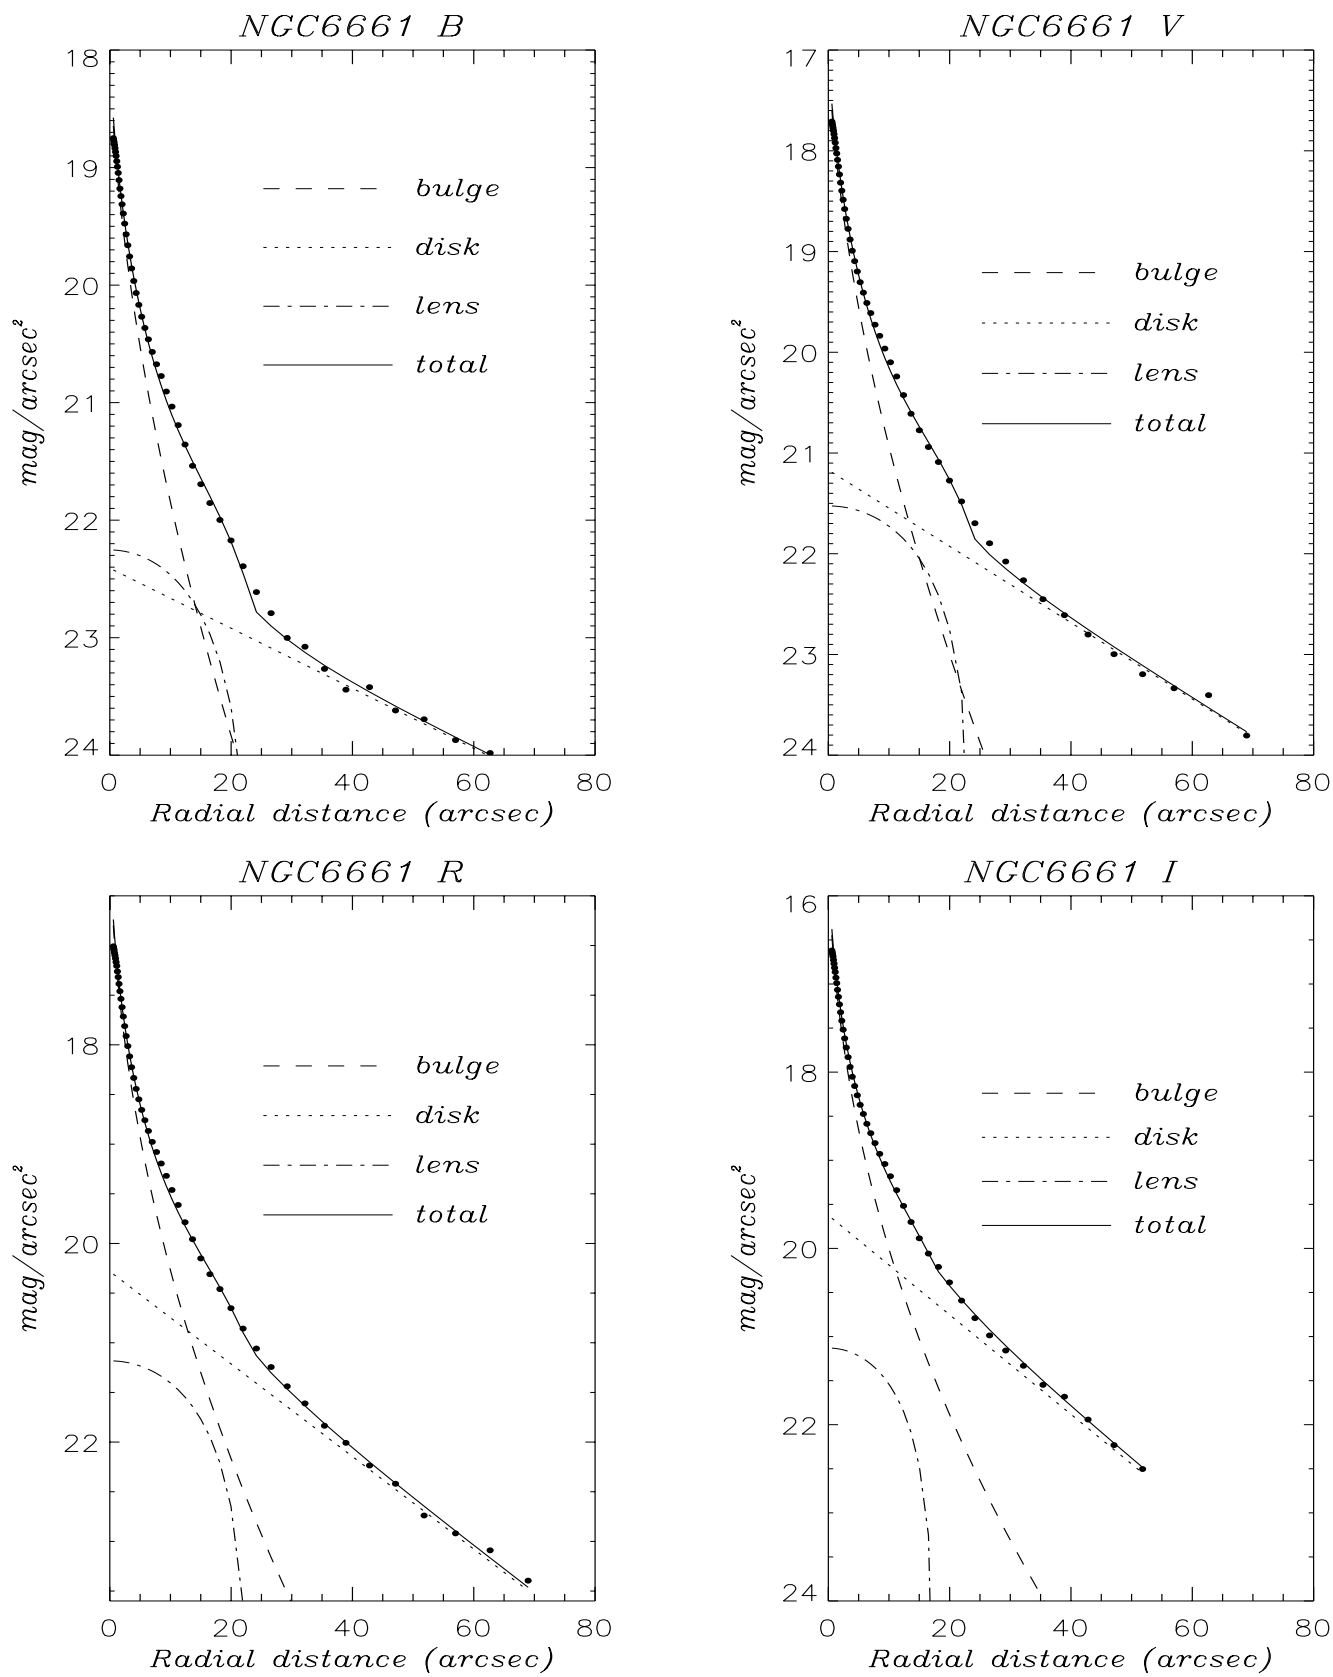 NGC6661 B
18
19
20
21
22
23
24
mag/arcsec²
bulge
disk
lens
total
0 20 40 60 80
Radial distance (arcsec)
NGC6661 V
17
18
19
20
21
22
23
24
mag/arcsec²
bulge
disk
lens
total
0 20 40 60 80
Radial distance (arcsec)
NGC6661 R
18
20
22
mag/arcsec²
bulge
disk
lens
total
0 20 40 60 80
Radial distance (arcsec)
NGC6661 I
16
18
20
22
24
mag/arcsec²
bulge
disk
lens
total
0 20 40 60 80
Radial distance (arcsec)